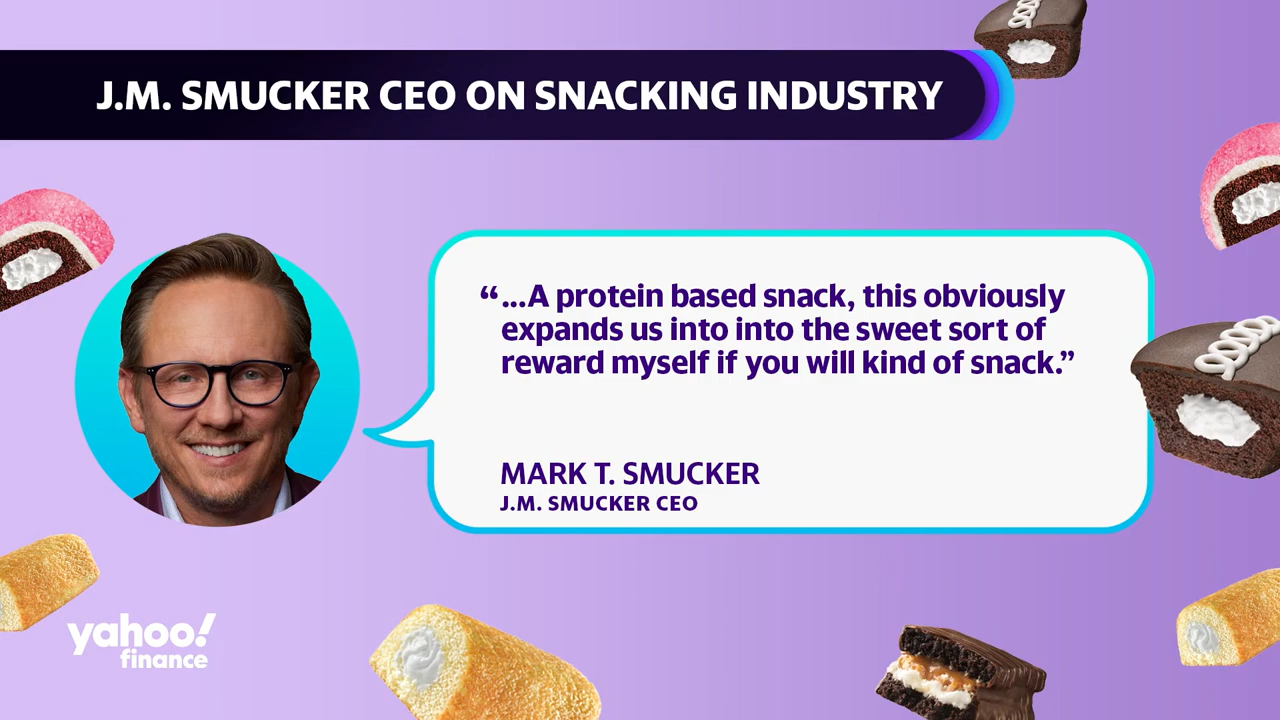 J.M. SMUCKER CEO ON SNACKING INDUSTRY
“...A protein based snack, this obviously
expands us into into the sweet sort of
reward myself if you will kind of snack.”
MARK T. SMUCKER
J.M. SMUCKER CEO
yahoo!
finance